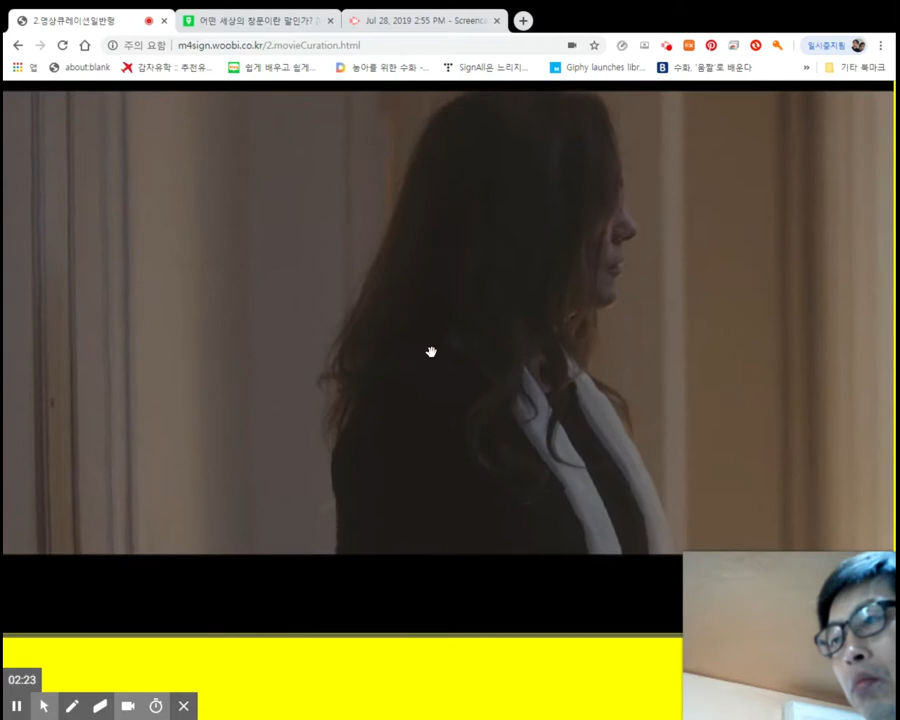 2.영상큐레이션일반행
어떤 세상의 장문이란 말인가? [
Jul 28, 2019 2:55 PM - Screenca
주의 요함 | m4sign.woobi.co.kr/2.movieCuration.html
일시중지됨
앱
about:blank
감자유학 :: 추천유...
쉽게 배우고 쉽게...
농아를 위한 수화 -...
SignAll은 느리지...
Giphy launches libr...
수화, '움짤'로 배운다
»
기타 북마크
02:23